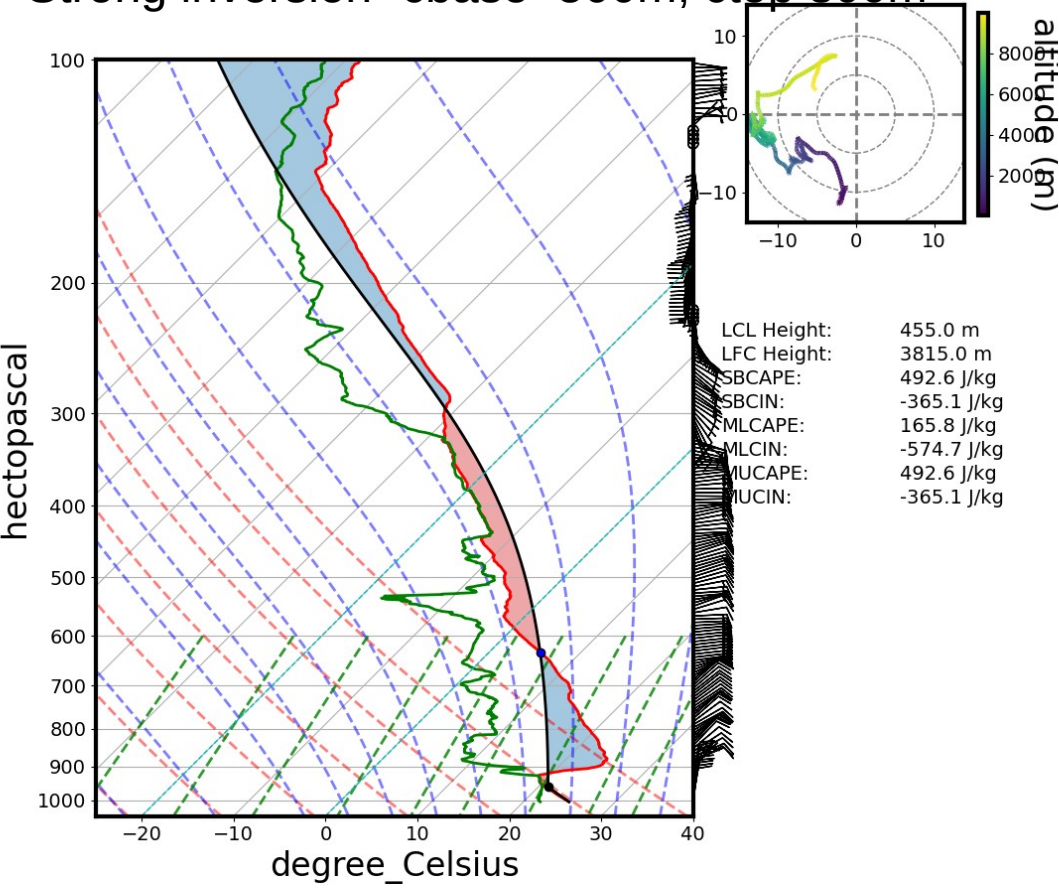 10
0
−10
−10
0
10
8000
6000
4000
2000
altitude (m)
100
200
300
400
500
600
700
800
900
1000
hectopascal
−20
−10
0
10
20
30
40
degree_Celsius
LCL Height: 455.0 m
LFC Height: 3815.0 m
SBCAPE: 492.6 J/kg
SBCIN: -365.1 J/kg
MLCAPE: 165.8 J/kg
MLCIN: -574.7 J/kg
MUCAPE: 492.6 J/kg
MUCIN: -365.1 J/kg